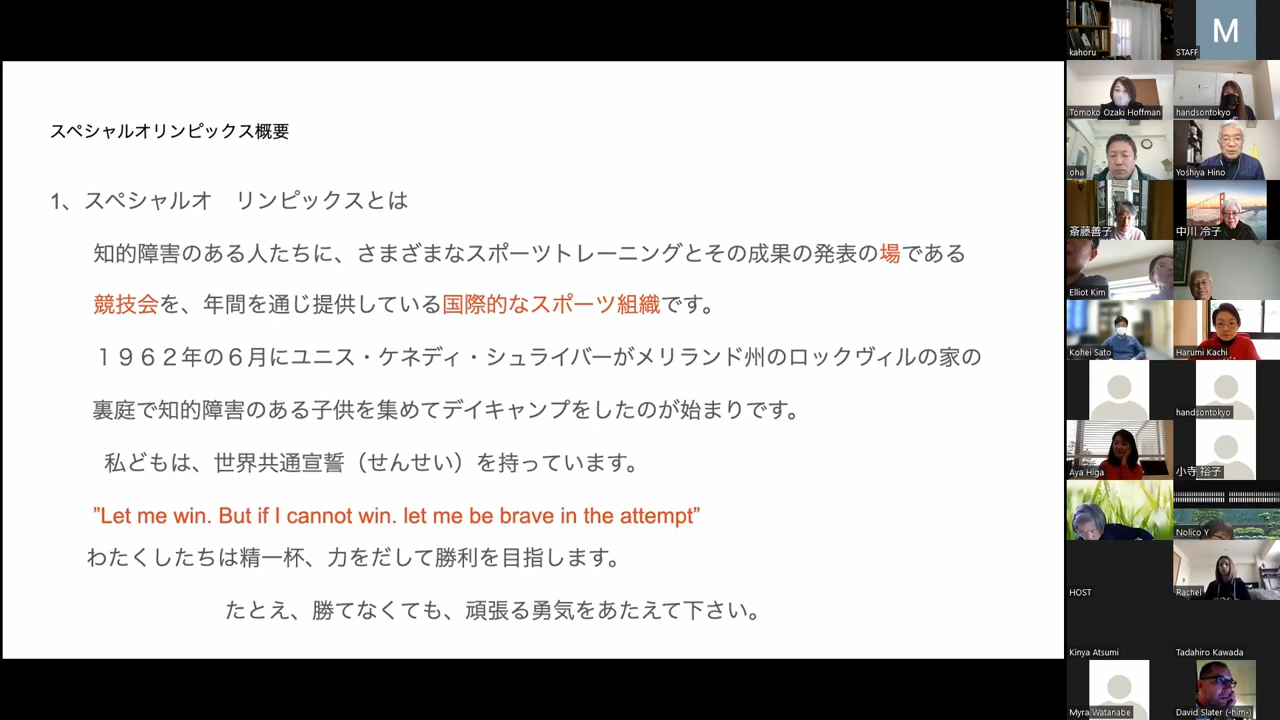 スペシャルオリンピックス概要
1、スペシャルオ　リンピックスとは
知的障害のある人たちに、さまざまなスポーツトレーニングとその成果の発表の場である
競技会を、年間を通じ提供している国際的なスポーツ組織です。
１９６２年の６月にユニス・ケネディ・シュライバーがメリランド州のロックヴィルの家の
裏庭で知的障害のある子供を集めてデイキャンプをしたのが始まりです。
私どもは、世界共通宣誓（せんせい）を持っています。
”Let me win. But if I cannot win. let me be brave in the attempt”
わたくしたちは精一杯、力をだして勝利を目指します。
たとえ、勝てなくても、頑張る勇気をあたえて下さい。
kahoru
M
STAFF
Tomoko Ozaki Hoffman
handsontokyo
oha
Yoshiya Hino
斎藤善子
中川 冷子
Elliot Kim
Kohei Sato
Harumi Kachi
handsontokyo
Aya Higa
小寺 裕子
Nolico Y
HOST
Rachel
Kinya Atsumi
Tadahiro Kawada
Myra Watanabe
David Slater (-him-)